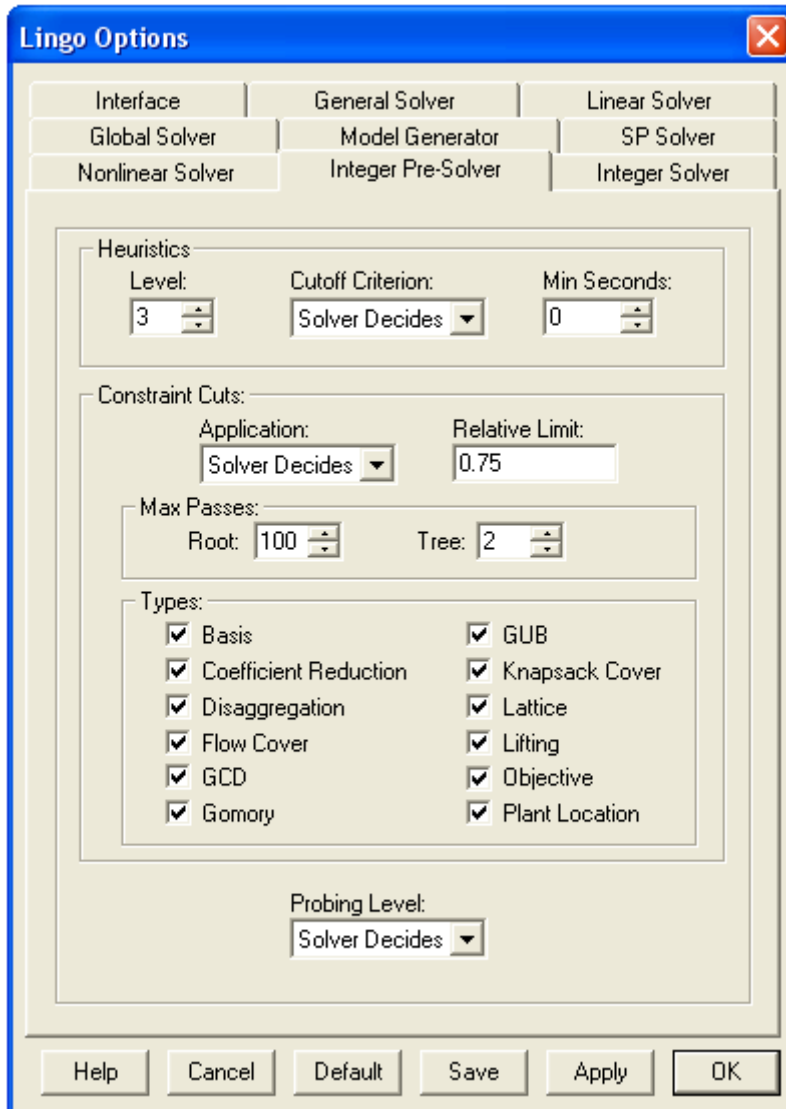 Lingo Options
Interface General Solver Linear Solver
Global Solver Model Generator SP Solver
Nonlinear Solver Integer Pre-Solver Integer Solver
Heuristics
Level: Cutoff Criterion: Min Seconds:
3 Solver Decides 0
Constraint Cuts:
Application: Relative Limit:
Solver Decides 0.75
Max Passes:
Root: 100 Tree: 2
Types:
Basis GUB
Coefficient Reduction Knapsack Cover
Disaggregation Lattice
Flow Cover Lifting
GCD Objective
Gomory Plant Location
Probing Level:
Solver Decides
Help Cancel Default Save Apply OK